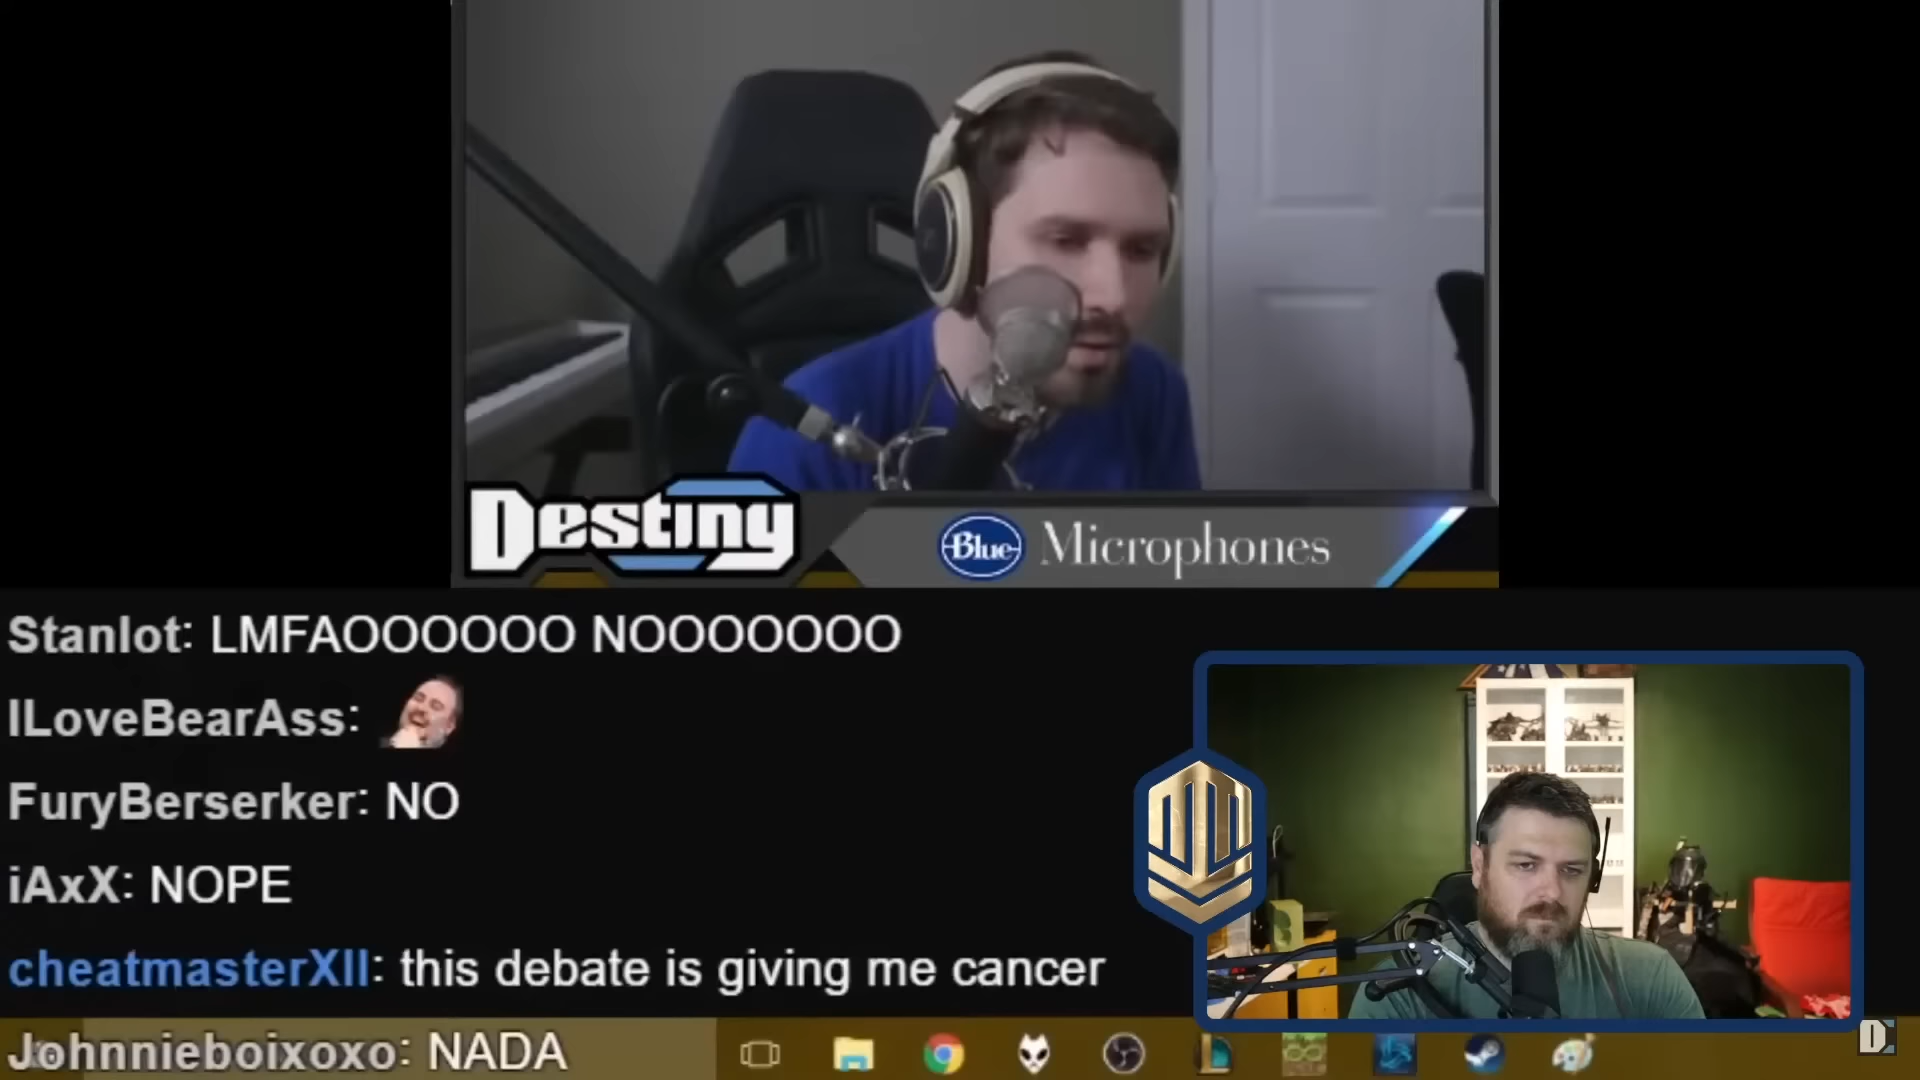 Destiny
Blue Microphones
Stanlot: LMFAOOOOOO NOOOOOOO
ILoveBearAss:
FuryBerserker: NO
iAxX: NOPE
cheatmasterXII: this debate is giving me cancer
Johnnieboixoxo: NADA
D.